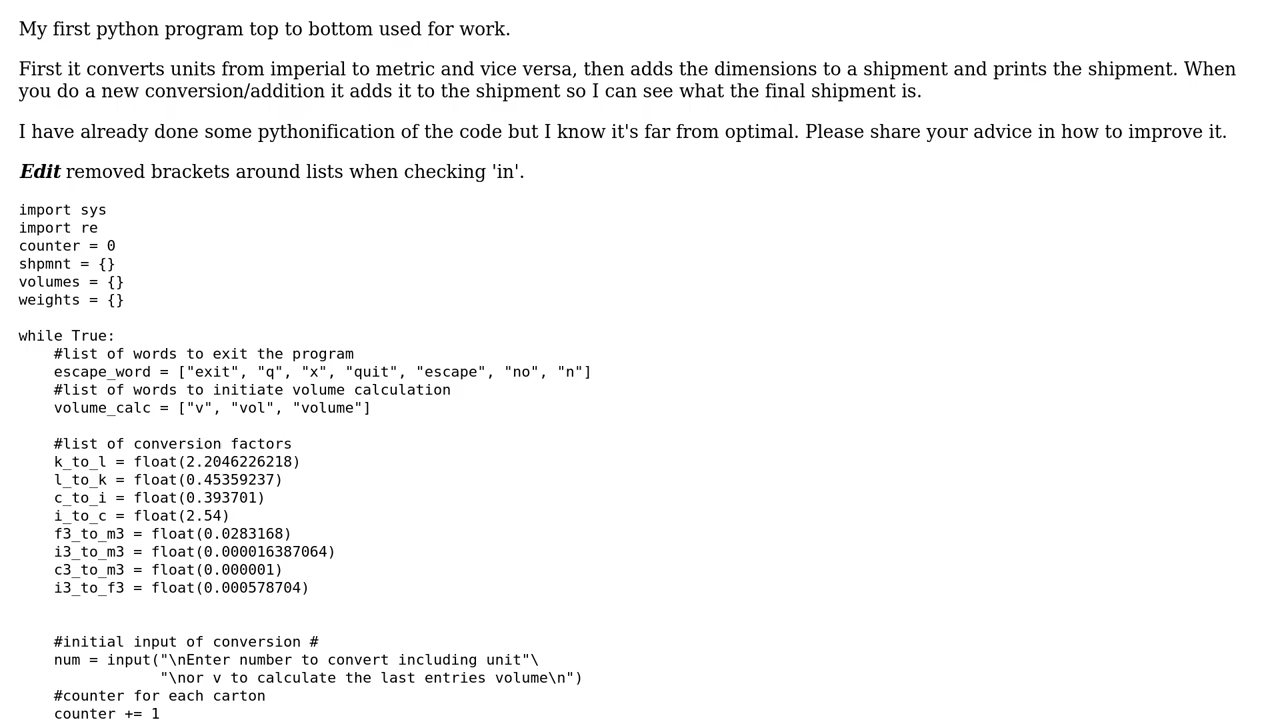 My first python program top to bottom used for work.
First it converts units from imperial to metric and vice versa, then adds the dimensions to a shipment and prints the shipment. When
you do a new conversion/addition it adds it to the shipment so I can see what the final shipment is.
I have already done some pythonification of the code but I know it's far from optimal. Please share your advice in how to improve it.
Edit removed brackets around lists when checking 'in'.
import sys
import re
counter = 0
shpmnt = {}
volumes = {}
weights = {}
while True:
    #list of words to exit the program
    escape_word = ["exit", "q", "x", "quit", "escape", "no", "n"]
    #list of words to initiate volume calculation
    volume_calc = ["v", "vol", "volume"]
    #list of conversion factors
    k_to_l = float(2.2046226218)
    l_to_k = float(0.45359237)
    c_to_i = float(0.393701)
    i_to_c = float(2.54)
    f3_to_m3 = float(0.0283168)
    i3_to_m3 = float(0.000016387064)
    c3_to_m3 = float(0.000001)
    i3_to_f3 = float(0.000578704)
    #initial input of conversion #
    num = input("\nEnter number to convert including unit"\
                "\nor v to calculate the last entries volume\n")
    #counter for each carton
    counter += 1